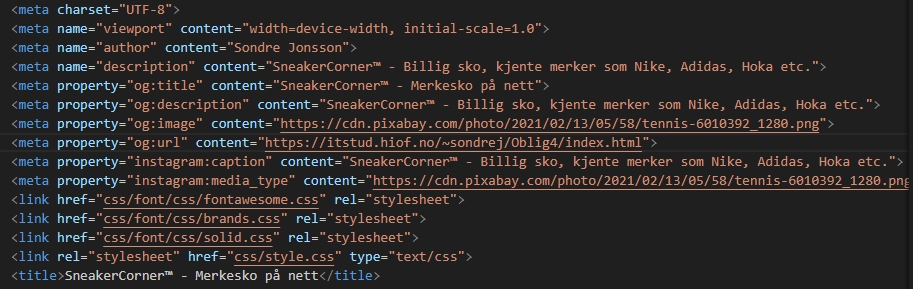 <meta charset="UTF-8">
<meta name="viewport" content="width=device-width, initial-scale=1.0">
<meta name="author" content="Sondre Jonsson">
<meta name="description" content="SneakerCorner™ - Billig sko, kjente merker som Nike, Adidas, Hoka etc.">
<meta property="og:title" content="SneakerCorner™ - Merkesko på nett">
<meta property="og:description" content="SneakerCorner™ - Billig sko, kjente merker som Nike, Adidas, Hoka etc.">
<meta property="og:image" content="https://cdn.pixabay.com/photo/2021/02/13/05/58/tennis-6010392_1280.png">
<meta property="og:url" content="https://itstud.hiof.no/~sondrej/Oblig4/index.html">
<meta property="instagram:caption" content="SneakerCorner™ - Billig sko, kjente merker som Nike, Adidas, Hoka etc.">
<meta property="instagram:media_type" content="https://cdn.pixabay.com/photo/2021/02/13/05/58/tennis-6010392_1280.png
<link href="css/font/css/fontawesome.css" rel="stylesheet">
<link href="css/font/css/brands.css" rel="stylesheet">
<link href="css/font/css/solid.css" rel="stylesheet">
<link rel="stylesheet" href="css/style.css" type="text/css">
<title>SneakerCorner™ - Merkesko på nett</title>